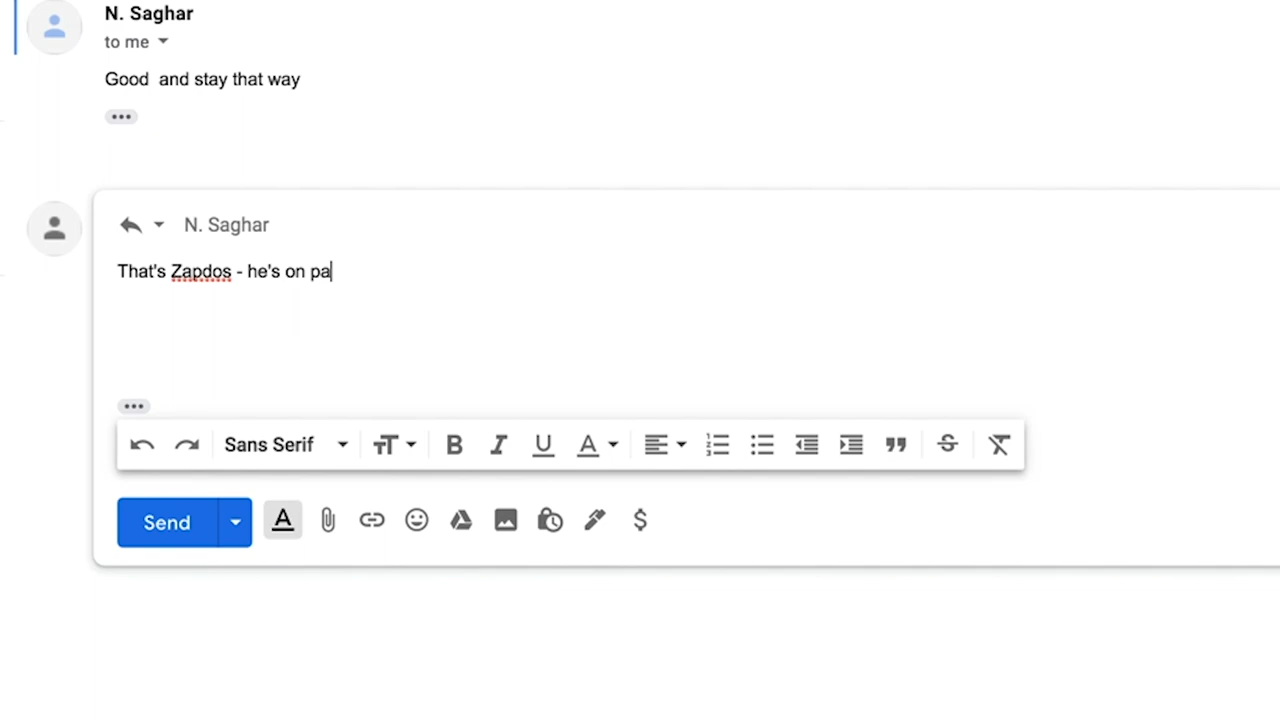 N. Saghar
to me
Good  and stay that way
N. Saghar
That's Zapdos - he's on pa
Sans Serif
Send